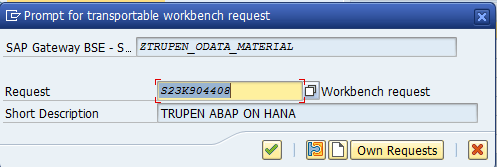 Prompt for transportable workbench request
SAP Gateway BSE - S... ZTRUPEN_ODATA_MATERIAL
Request S23K904408 Workbench request
Short Description TRUPEN ABAP ON HANA
Own Requests